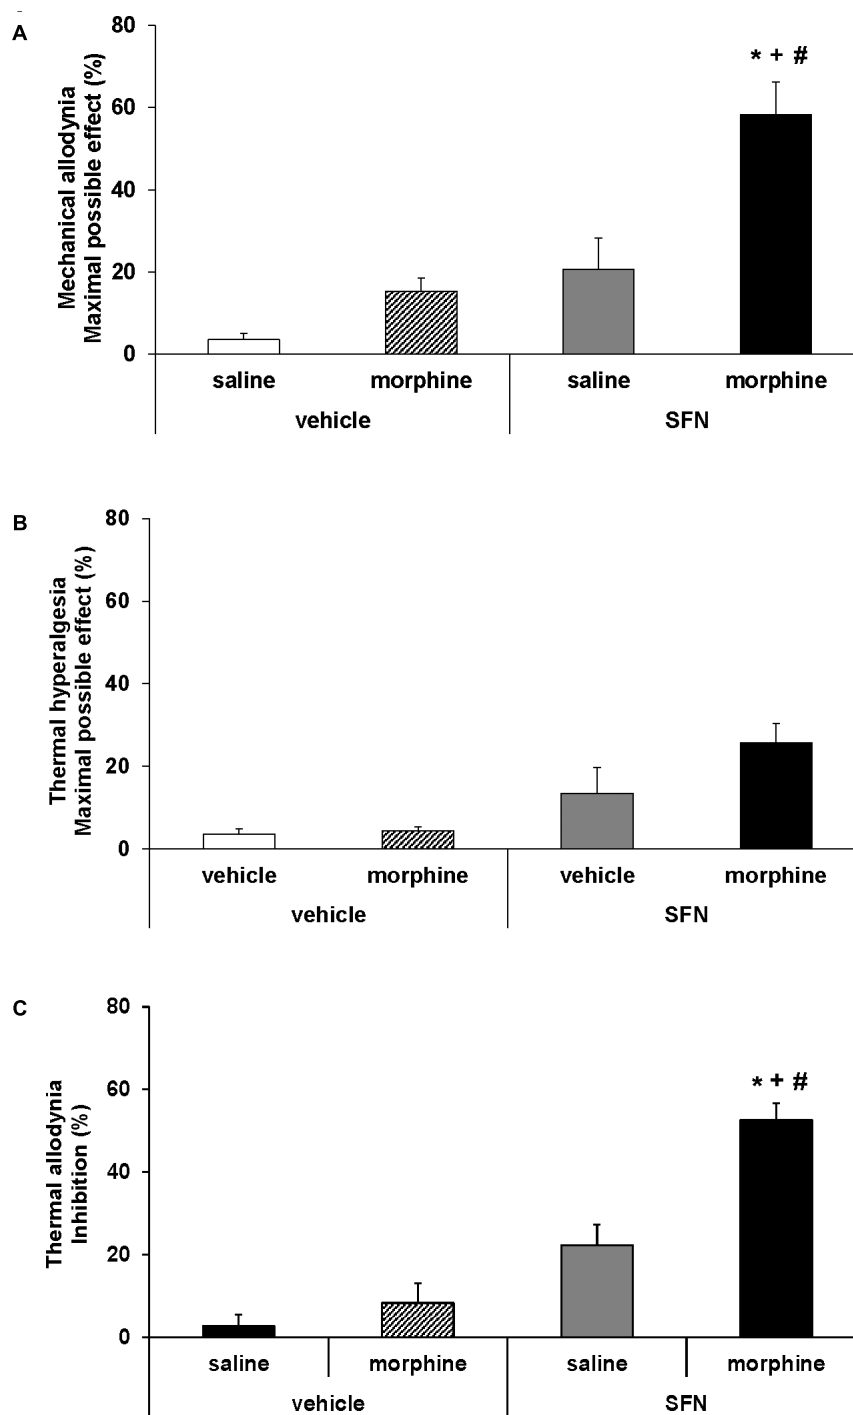 A
Mechanical allodynia
Maximal possible effect (%)
80
60
40
20
0
* + #
saline morphine saline morphine
vehicle SFN
B
Thermal hyperalgesia
Maximal possible effect (%)
80
60
40
20
0
vehicle morphine vehicle morphine
vehicle SFN
C
Thermal allodynia
Inhibition (%)
80
60
40
20
0
* + #
saline morphine saline morphine
vehicle SFN